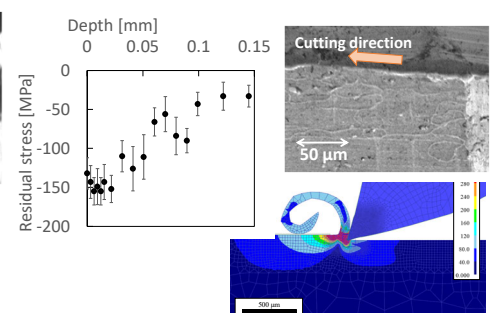 Depth [mm]
0 0.05 0.1 0.15
0
-50
-100
-150
-200
Residual stress [MPa]
Cutting direction
50 µm
280
240
200
160
120
80.0
40.0
0.000
500 µm